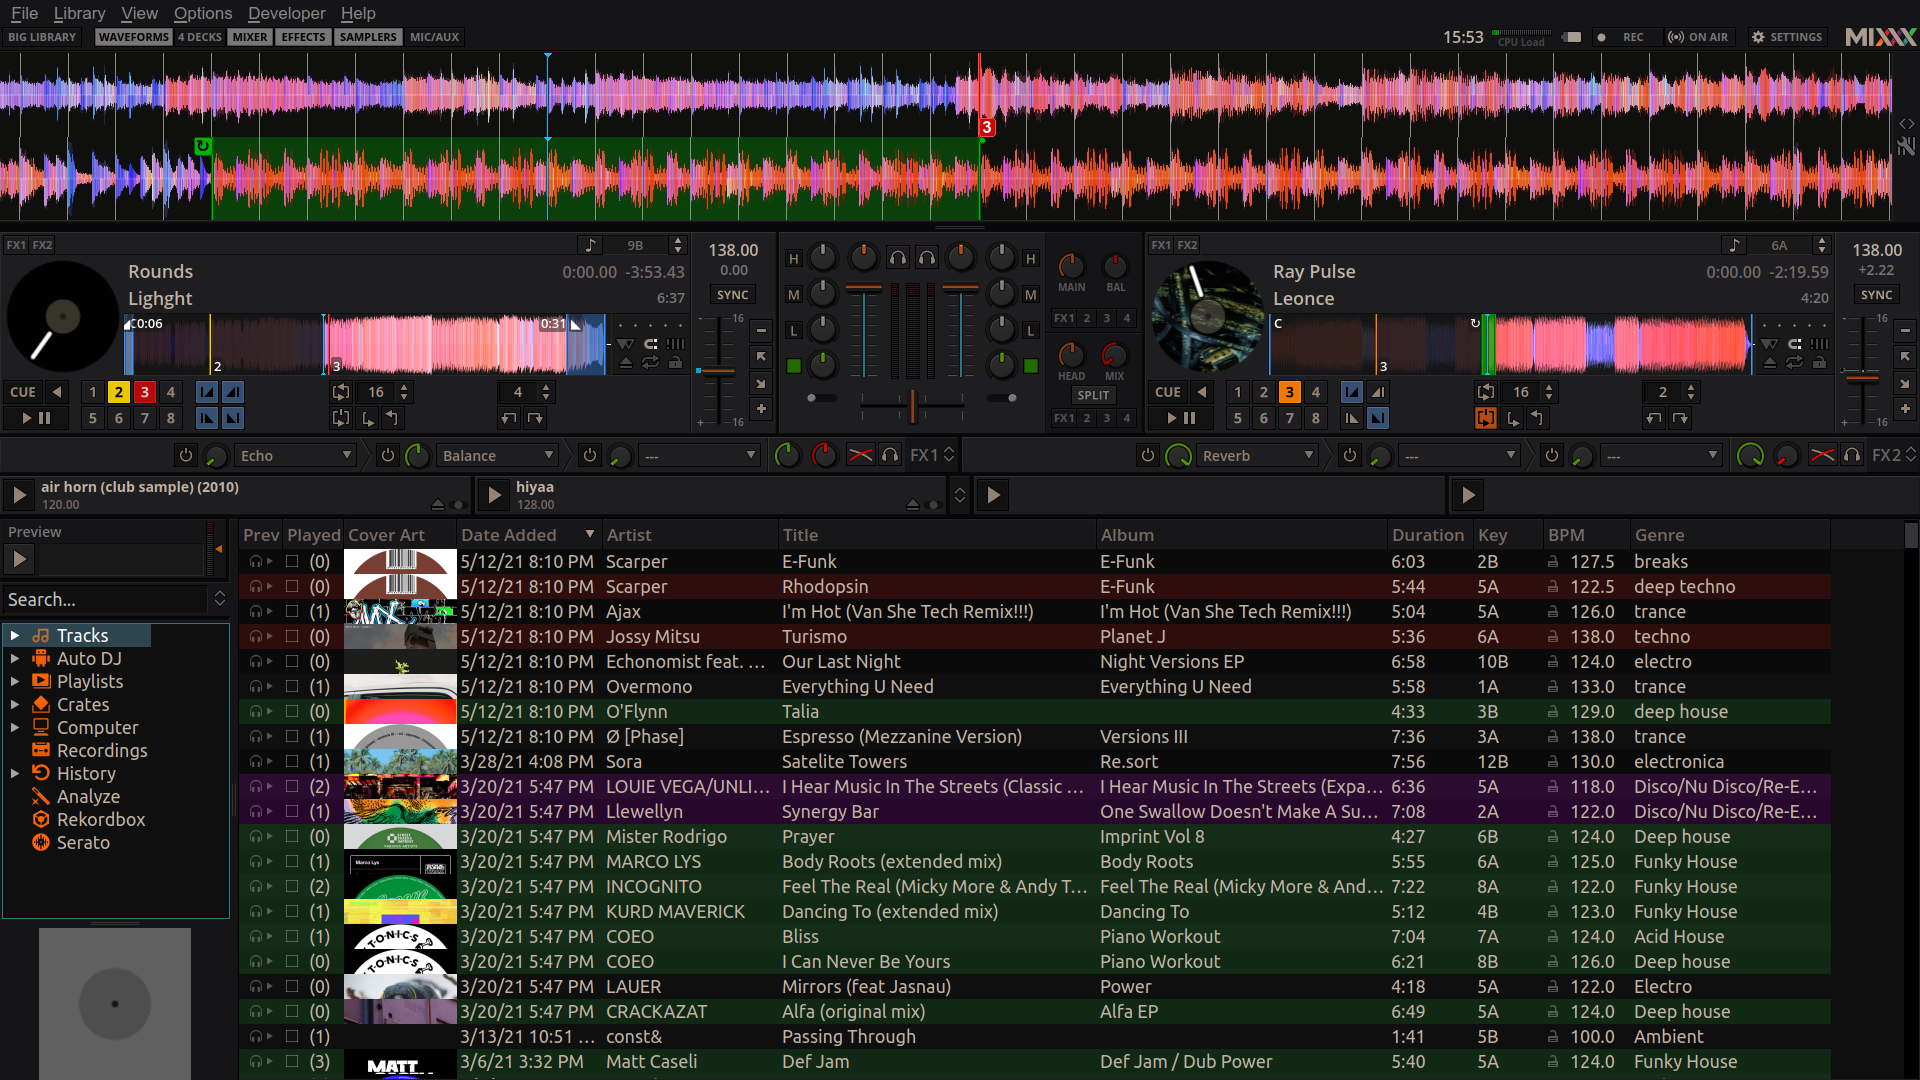 File Library View Options Developer Help
BIG LIBRARY WAVEFORMS 4 DECKS MIXER EFFECTS SAMPLERS MIC/AUX 15:53 CPU Load REC ON AIR SETTINGS MIXXX
3
FX1 FX2 9B 138.00 H H FX1 FX2 6A 138.00
Rounds 0:00.00 -3:53.43 0.00 Ray Pulse 0:00.00 -2:19.59 +2.22
Lighght 6:37 SYNC M M MAIN BAL Leonce 4:20 SYNC
C0:06 2 3 0:31 16 L L FX1 2 3 4 C 3 16
CUE 1 2 3 4 16 4 HEAD MIX CUE 1 2 3 4 16 2
SPLIT
5 6 7 8 16 FX1 2 3 4 5 6 7 8 16
Echo Balance --- FX1 Reverb --- --- FX2
air horn (club sample) (2010) hiyaa
120.00 128.00
Preview Prev Played Cover Art Date Added Artist Title Album Duration Key BPM Genre
(0) 5/12/21 8:10 PM Scarper E-Funk E-Funk 6:03 2B 127.5 breaks
(0) 5/12/21 8:10 PM Scarper Rhodopsin E-Funk 5:44 5A 122.5 deep techno
Search... (1) 5/12/21 8:10 PM Ajax I'm Hot (Van She Tech Remix!!!) I'm Hot (Van She Tech Remix!!!) 5:04 5A 126.0 trance
Tracks (0) 5/12/21 8:10 PM Jossy Mitsu Turismo Planet J 5:36 6A 138.0 techno
Auto DJ (0) 5/12/21 8:10 PM Echonomist feat. ... Our Last Night Night Versions EP 6:58 10B 124.0 electro
Playlists (1) 5/12/21 8:10 PM Overmono Everything U Need Everything U Need 5:58 1A 133.0 trance
Crates (0) 5/12/21 8:10 PM O'Flynn Talia 4:33 3B 129.0 deep house
Computer (1) 5/12/21 8:10 PM Ø [Phase] Espresso (Mezzanine Version) Versions III 7:36 3A 138.0 trance
Recordings (1) 3/28/21 4:08 PM Sora Satelite Towers Re.sort 7:56 12B 130.0 electronica
History (2) 3/20/21 5:47 PM LOUIE VEGA/UNLI... I Hear Music In The Streets (Classic ... I Hear Music In The Streets (Expa... 6:36 5A 118.0 Disco/Nu Disco/Re-E...
Analyze (1) 3/20/21 5:47 PM Llewellyn Synergy Bar One Swallow Doesn't Make A Su... 7:08 2A 122.0 Disco/Nu Disco/Re-E...
Rekordbox (0) 3/20/21 5:47 PM Mister Rodrigo Prayer Imprint Vol 8 4:27 6B 124.0 Deep house
Serato (1) Marco Lys 3/20/21 5:47 PM MARCO LYS Body Roots (extended mix) Body Roots 5:55 6A 125.0 Funky House
(2) 3/20/21 5:47 PM INCOGNITO Feel The Real (Micky More & Andy T... Feel The Real (Micky More & And... 7:22 8A 122.0 Funky House
(1) 3/20/21 5:47 PM KURD MAVERICK Dancing To (extended mix) Dancing To 5:12 4B 123.0 Funky House
(1) T·O·N·I·C·S 3/20/21 5:47 PM COEO Bliss Piano Workout 7:04 7A 124.0 Acid House
(0) T·O·N·I·C·S 3/20/21 5:47 PM COEO I Can Never Be Yours Piano Workout 6:21 8B 126.0 Deep house
(0) 3/20/21 5:47 PM LAUER Mirrors (feat Jasnau) Power 4:18 5A 122.0 Electro
(0) 3/20/21 5:47 PM CRACKAZAT Alfa (original mix) Alfa EP 6:49 5A 124.0 Deep house
(1) 3/13/21 10:51 ... const& Passing Through 1:41 5B 100.0 Ambient
(3) MATT 3/6/21 3:32 PM Matt Caseli Def Jam Def Jam / Dub Power 5:40 5A 124.0 Funky House